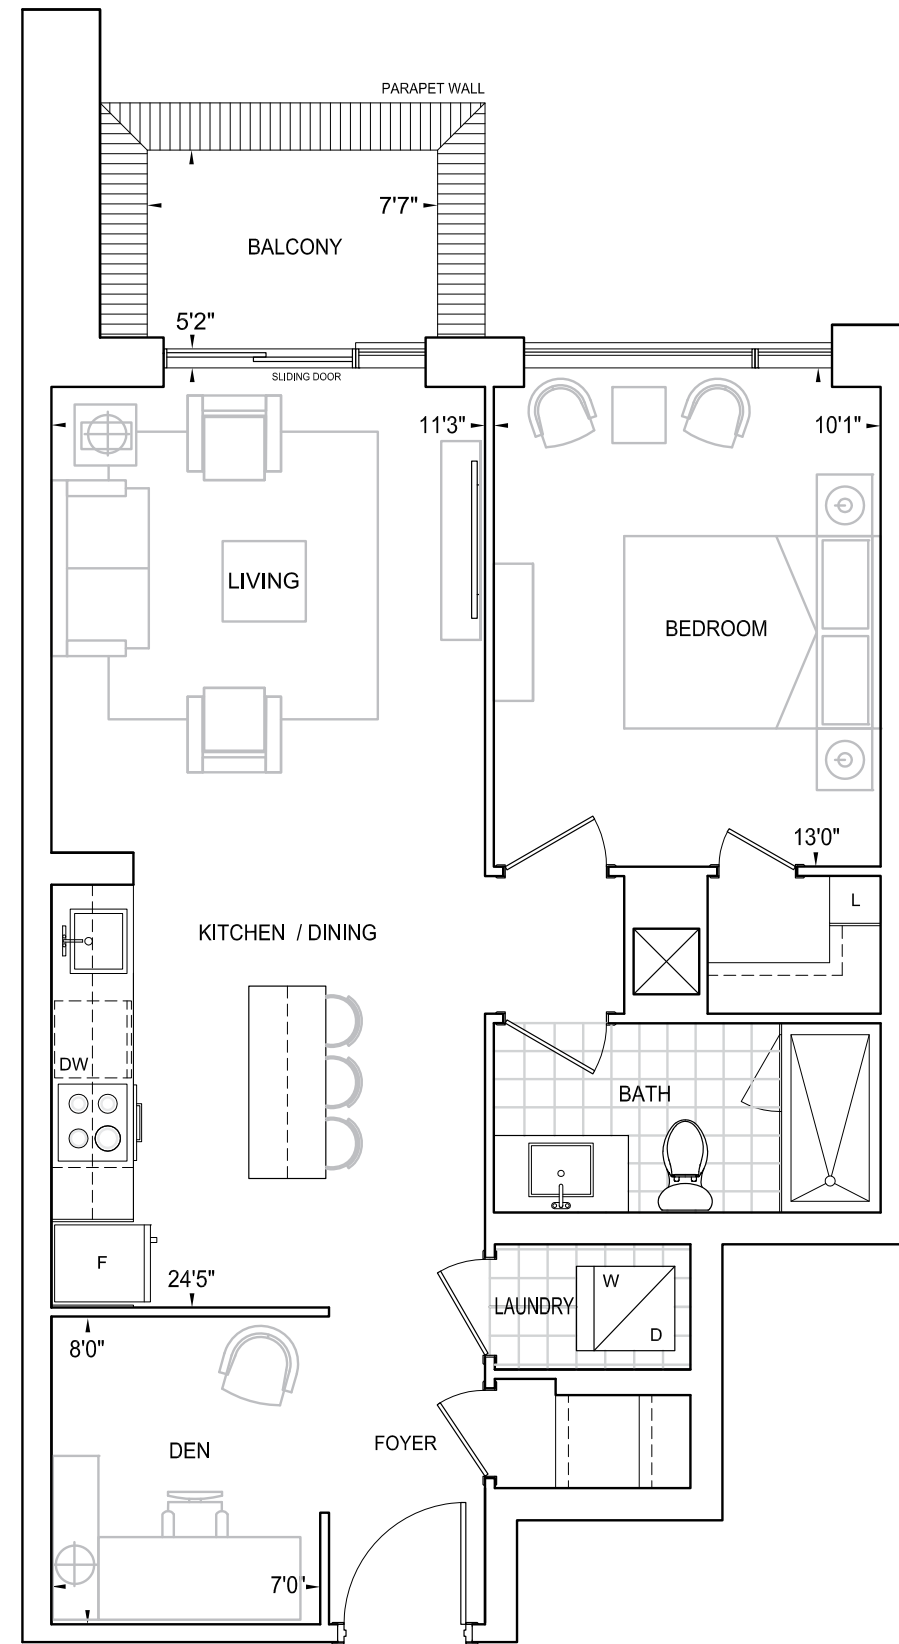 PARAPET WALL
7'7"
BALCONY
5'2"
SLIDING DOOR
11'3"
10'1"
LIVING
BEDROOM
13'0"
L
KITCHEN / DINING
DW
BATH
F
24'5"
LAUNDRY
W
D
8'0"
DEN
FOYER
7'0"